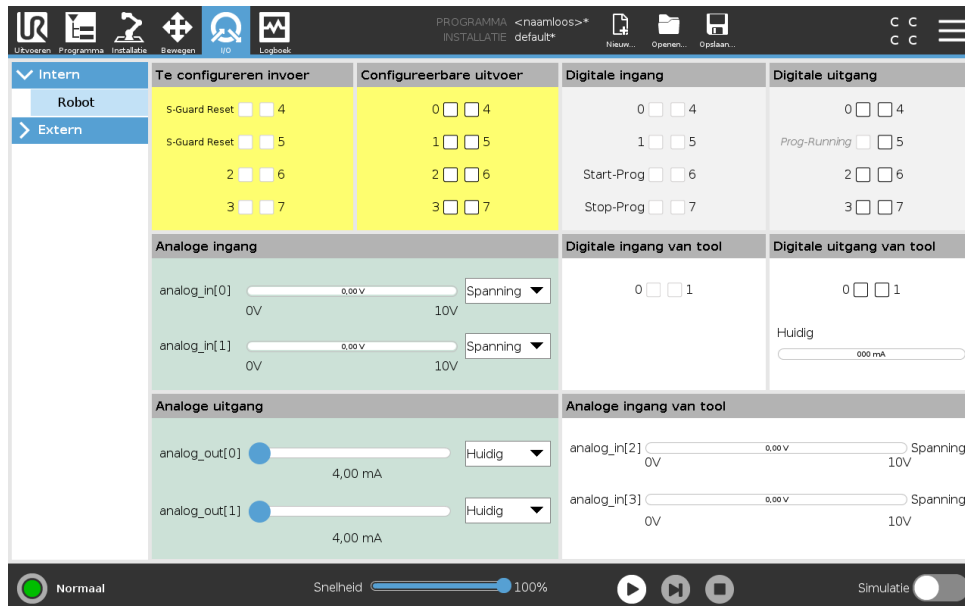 PROGRAMMA <naamloos>*
INSTALLATIE default*
UR
Uitvoeren Programma Installatie Bewegen I/O Logboek Nieuw... Openen... Opslaan...
C C
C C
Intern
Robot
Extern
Te configureren invoer
S-Guard Reset 4
S-Guard Reset 5
2 6
3 7
Configureerbare uitvoer
0 4
1 5
2 6
3 7
Digitale ingang
0 4
1 5
Start-Prog 6
Stop-Prog 7
Digitale uitgang
0 4
Prog-Running 5
2 6
3 7
Analoge ingang
analog_in[0] 0,00 V Spanning
0V 10V
analog_in[1] 0,00 V Spanning
0V 10V
Digitale ingang van tool
0 1
Digitale uitgang van tool
0 1
Huidig
000 mA
Analoge uitgang
analog_out[0] Huidig
4,00 mA
analog_out[1] Huidig
4,00 mA
Analoge ingang van tool
analog_in[2] 0,00 V Spanning
0V 10V
analog_in[3] 0,00 V Spanning
0V 10V
Normaal Snelheid 100% Simulatie